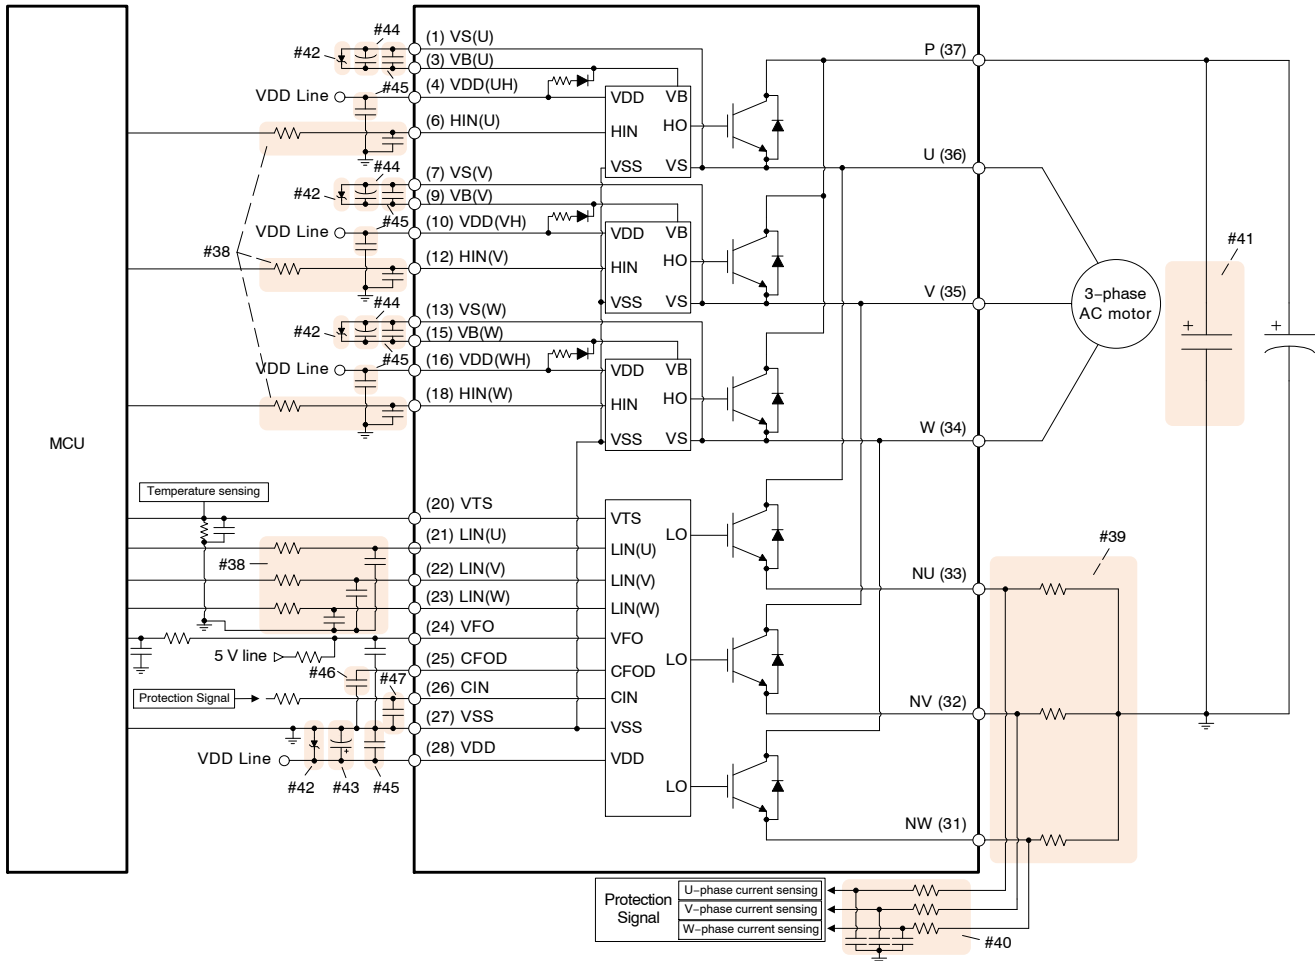 #44
(1) VS(U)
#42
(3) VB(U)
P (37)
#45
(4) VDD(UH)
VDD Line
VDD
VB
(6) HIN(U)
HIN
HO
VSS
VS
U (36)
#44
(7) VS(V)
#42
(9) VB(V)
#45
(10) VDD(VH)
VDD Line
VDD
VB
#38
(12) HIN(V)
HIN
HO
#41
VSS
VS
V (35)
3−phase
AC motor
+
+
#44
(13) VS(W)
#42
(15) VB(W)
#45
(16) VDD(WH)
VDD Line
VDD
VB
(18) HIN(W)
HIN
HO
VSS
VS
W (34)
MCU
Temperature sensing
(20) VTS
VTS
(21) LIN(U)
LIN(U)
LO
#38
(22) LIN(V)
LIN(V)
#39
NU (33)
(23) LIN(W)
LIN(W)
(24) VFO
VFO
5 V line
(25) CFOD
CFOD
LO
#46
#47
(26) CIN
CIN
Protection Signal
(27) VSS
VSS
NV (32)
(28) VDD
VDD
VDD Line
+
#42
#43
#45
LO
NW (31)
Protection
Signal
U−phase current sensing
V−phase current sensing
W−phase current sensing
#40